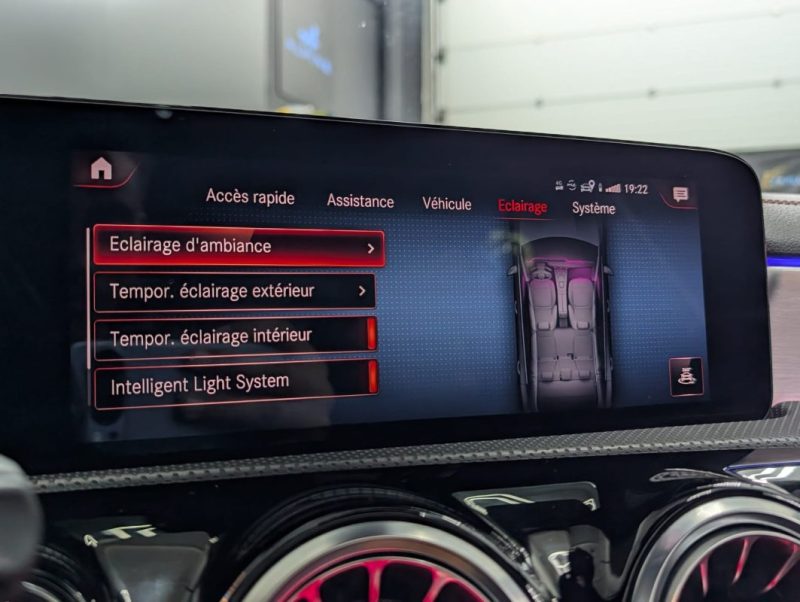 4G
19:22
Accès rapide
Assistance
Véhicule
Eclairage
Système
Eclairage d'ambiance
Tempor. éclairage extérieur
Tempor. éclairage intérieur
Intelligent Light System